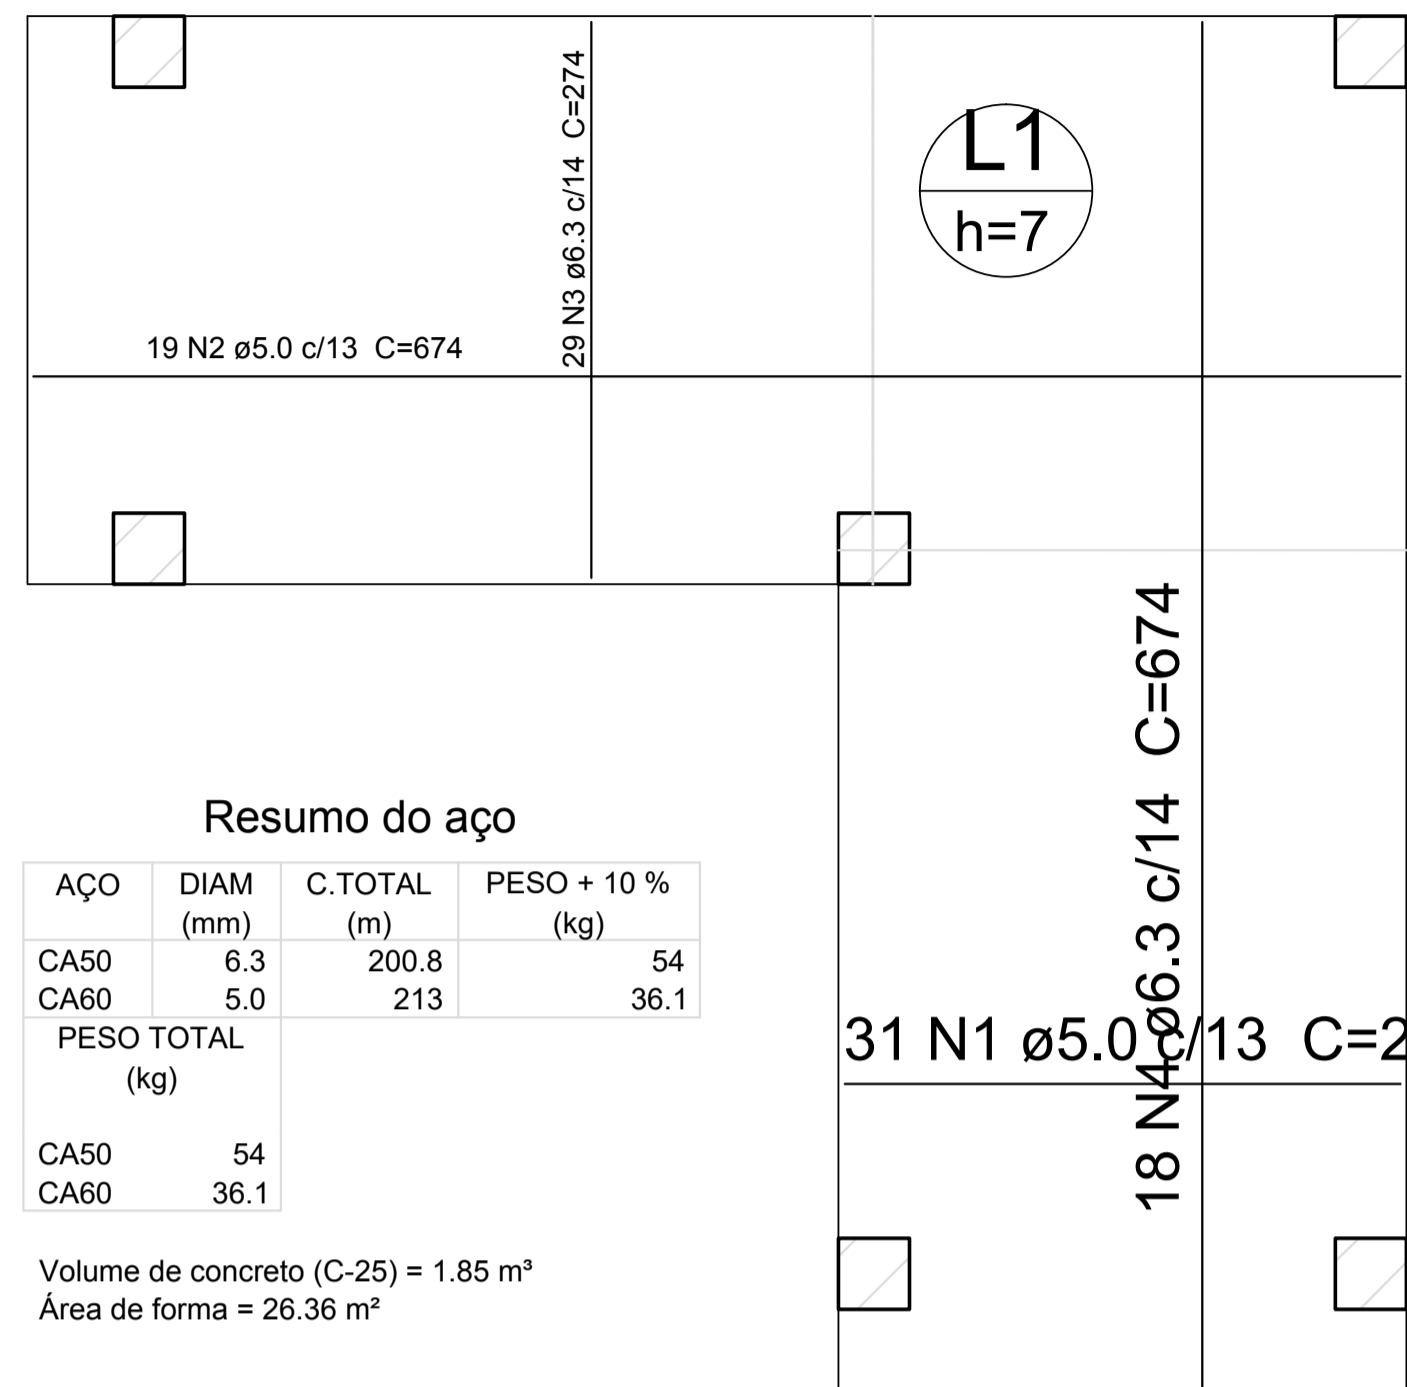 29 N3 ø6.3 c/14 C=274
L1
h=7
19 N2 ø5.0 c/13 C=674
18 N4 ø6.3 c/14 C=674
Resumo do aço
AÇO DIAM C.TOTAL PESO + 10 %
(mm) (m) (kg)
CA50 6.3 200.8 54
CA60 5.0 213 36.1
PESO TOTAL
(kg)
CA50 54
CA60 36.1
31 N1 ø5.0 c/13 C=2
Volume de concreto (C-25) = 1.85 m³
Área de forma = 26.36 m²